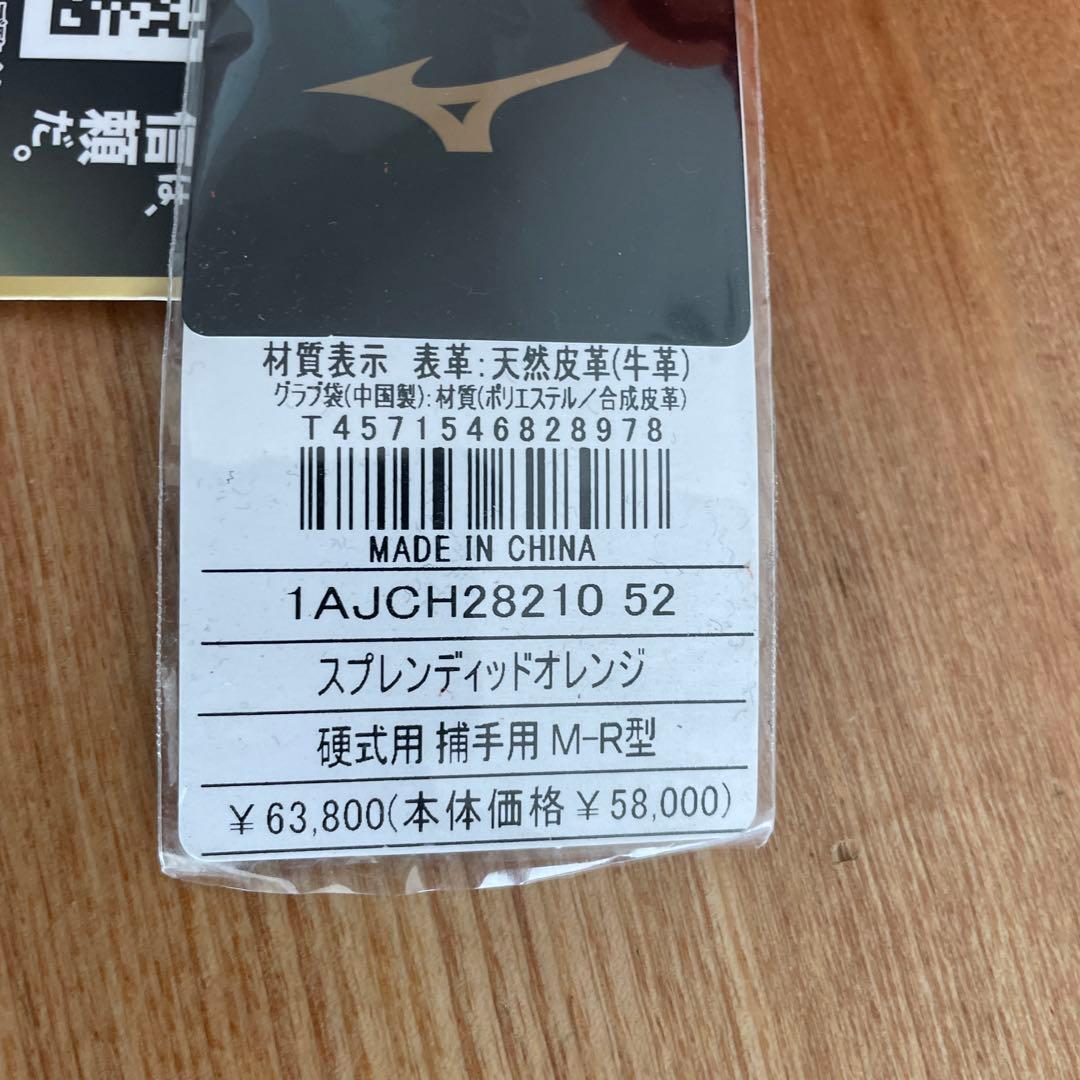 信頼は、
だ。
材質表示 表革:天然皮革(牛革)
グラブ袋(中国製):材質(ポリエステル/合成皮革)
T4571546828978
MADE IN CHINA
1AJCH28210 52
スプレンディッドオレンジ
硬式用 捕手用 M-R型
¥63,800(本体価格¥58,000)